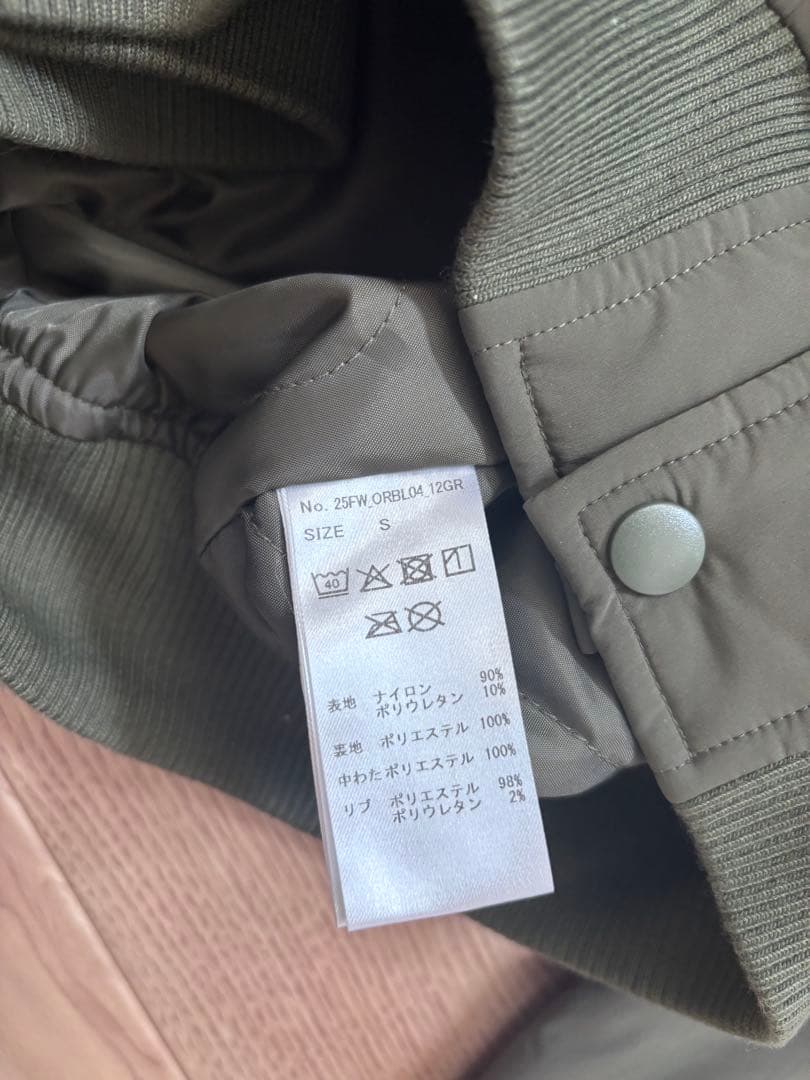 No. 25FW_ORBL04_12GR
SIZE S
40
表地 ナイロン 90%
ポリウレタン 10%
裏地 ポリエステル 100%
中わた ポリエステル 100%
リブ ポリエステル 98%
ポリウレタン 2%